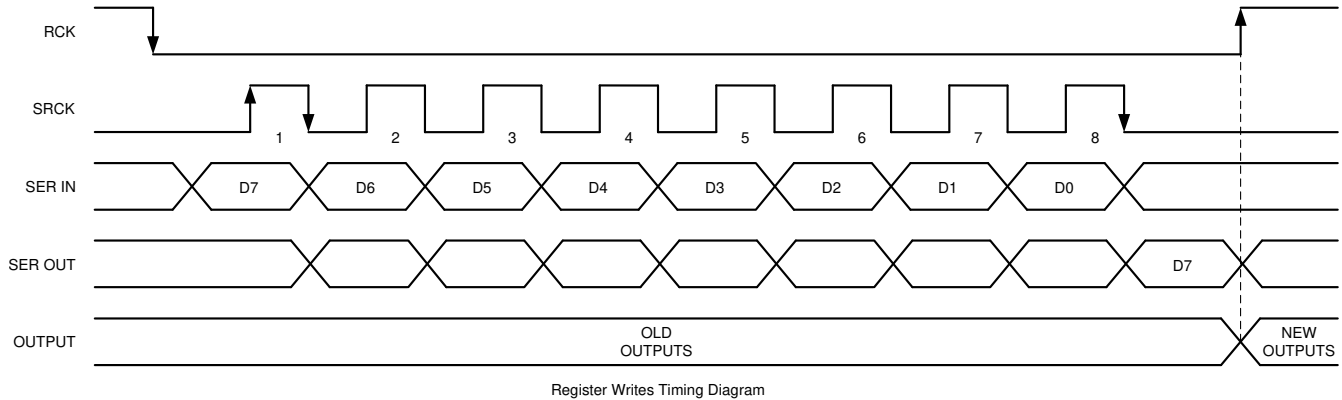 RCK
SRCK
1 2 3 4 5 6 7 8
SER IN
D7 D6 D5 D4 D3 D2 D1 D0
SER OUT
D7
OUTPUT
OLD
OUTPUTS
NEW
OUTPUTS
Register Writes Timing Diagram